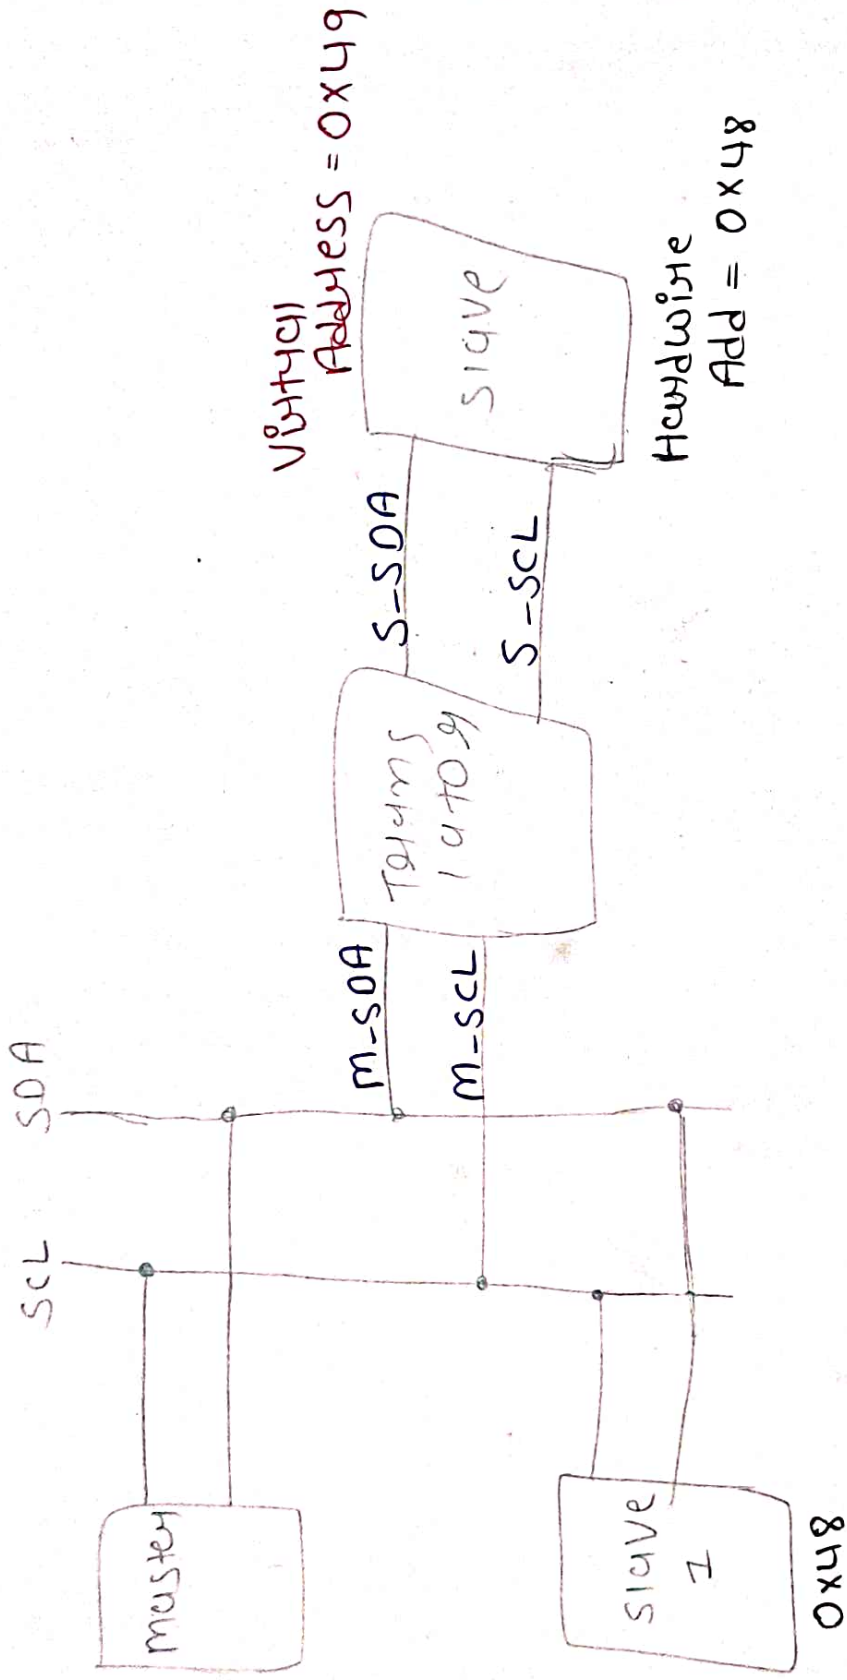 SCL
SDA
Master
M-SDA
M-SCL
Trans
lator
S-SDA
S-SCL
Virtual
Address = 0x49
Slave
Hardwire
Add = 0x48
Slave
1
0x48